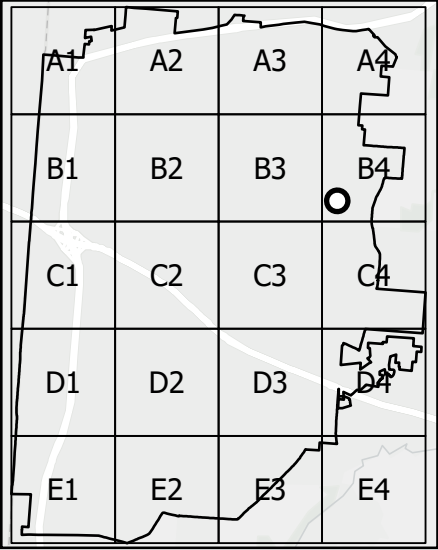 A1 A2 A3 A4
B1 B2 B3 B4
C1 C2 C3 C4
D1 D2 D3 D4
E1 E2 E3 E4